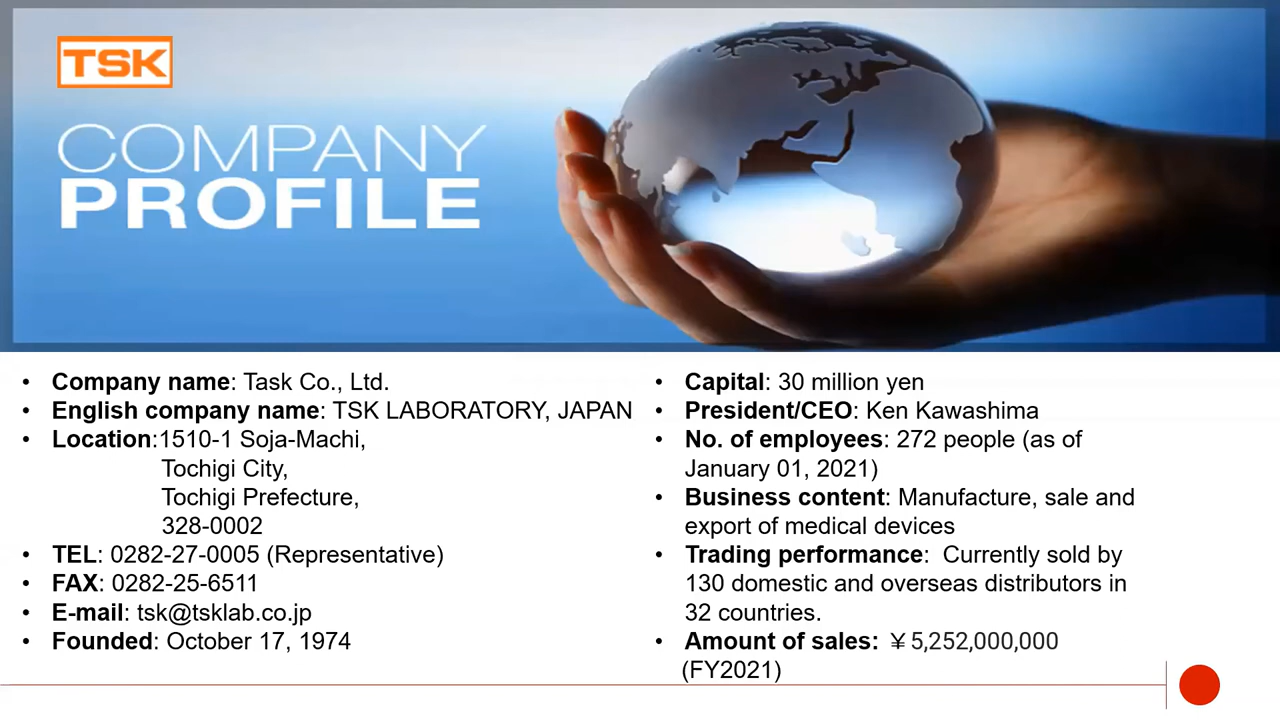 TSK
COMPANY
PROFILE
• Company name: Task Co., Ltd.
• English company name: TSK LABORATORY, JAPAN
• Location:1510-1 Soja-Machi,
Tochigi City,
Tochigi Prefecture,
328-0002
• TEL: 0282-27-0005 (Representative)
• FAX: 0282-25-6511
• E-mail: tsk@tsklab.co.jp
• Founded: October 17, 1974
• Capital: 30 million yen
• President/CEO: Ken Kawashima
• No. of employees: 272 people (as of
January 01, 2021)
• Business content: Manufacture, sale and
export of medical devices
• Trading performance:  Currently sold by
130 domestic and overseas distributors in
32 countries.
• Amount of sales: ¥5,252,000,000
(FY2021)